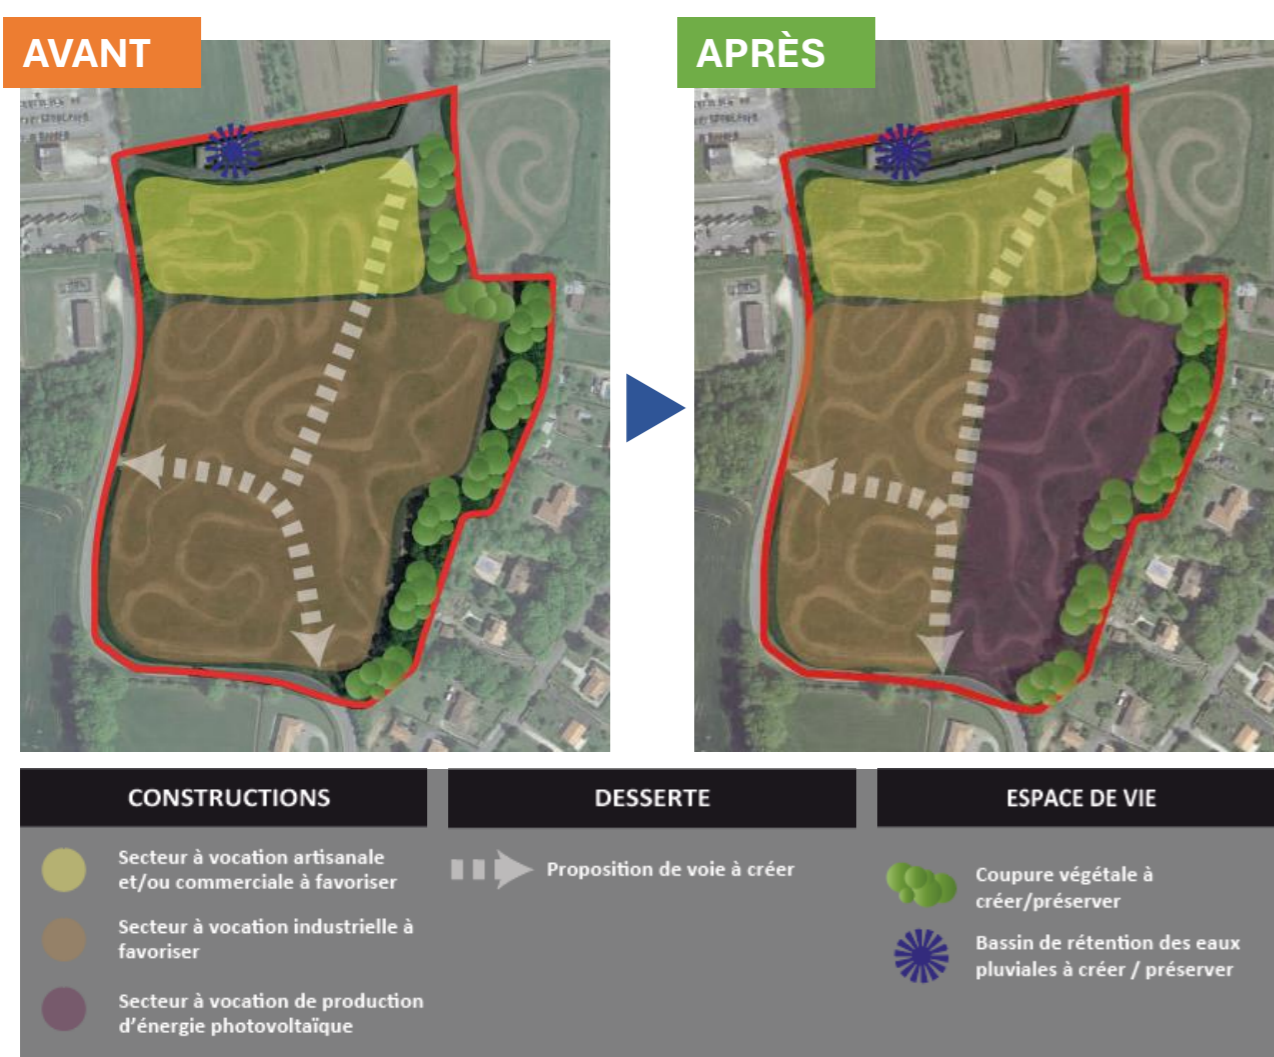 AVANT
APRÈS
CONSTRUCTIONS
Secteur à vocation artisanale
et/ou commerciale à favoriser
Secteur à vocation industrielle à
favoriser
Secteur à vocation de production
d'énergie photovoltaïque
DESSERTE
Proposition de voie à créer
ESPACE DE VIE
Coupure végétale à
créer/préserver
Bassin de rétention des eaux
pluviales à créer / préserver